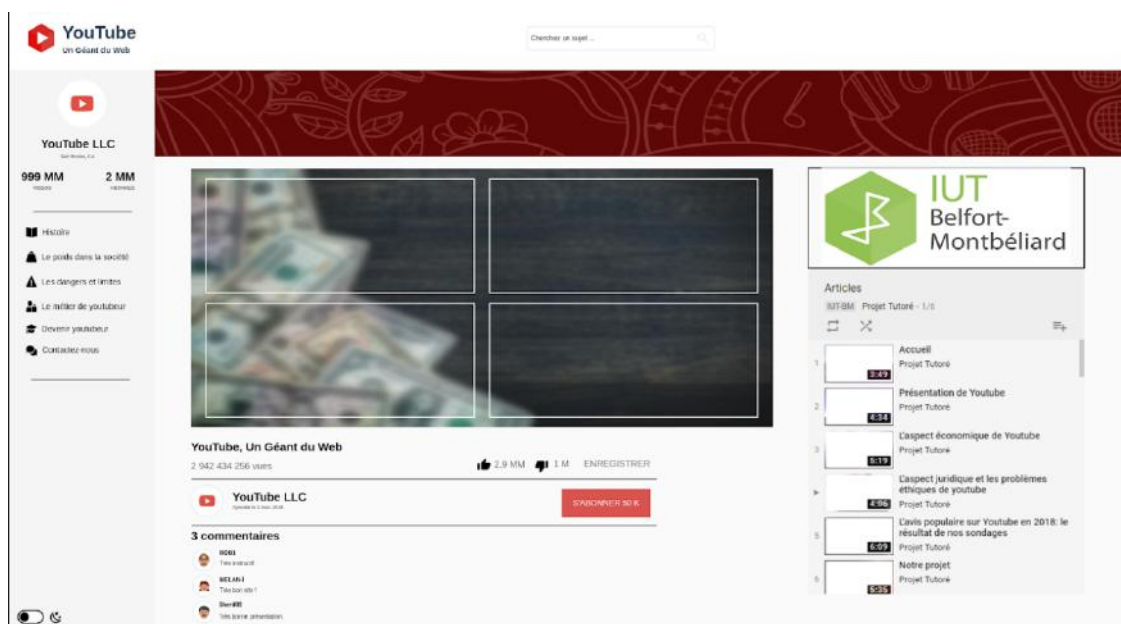 YouTube
Un Géant du Web
Cherchez un sujet ...
YouTube LLC
999 MM
2 MM
Histoire
Le poids dans la société
Les dangers et limites
Le métier de youtubeur
Devenir youtubeur
Contactez-nous
YouTube, Un Géant du Web
2 942 434 256 vues
2,9 MM
1 M
ENREGISTRER
YouTube LLC
S'ABONNER 50 K
3 commentaires
Très instructif
Très bon site !
Très bonne présentation
IUT
Belfort-
Montbéliard
Articles
IUT-BM Projet Tutoré - 1/6
1
3:49
Accueil
Projet Tutoré
2
4:34
Présentation de Youtube
Projet Tutoré
3
5:19
L'aspect économique de Youtube
Projet Tutoré
4:06
L'aspect juridique et les problèmes
éthiques de youtube
Projet Tutoré
5
6:09
L'avis populaire sur Youtube en 2018: le
résultat de nos sondages
Projet Tutoré
6
5:35
Notre projet
Projet Tutoré